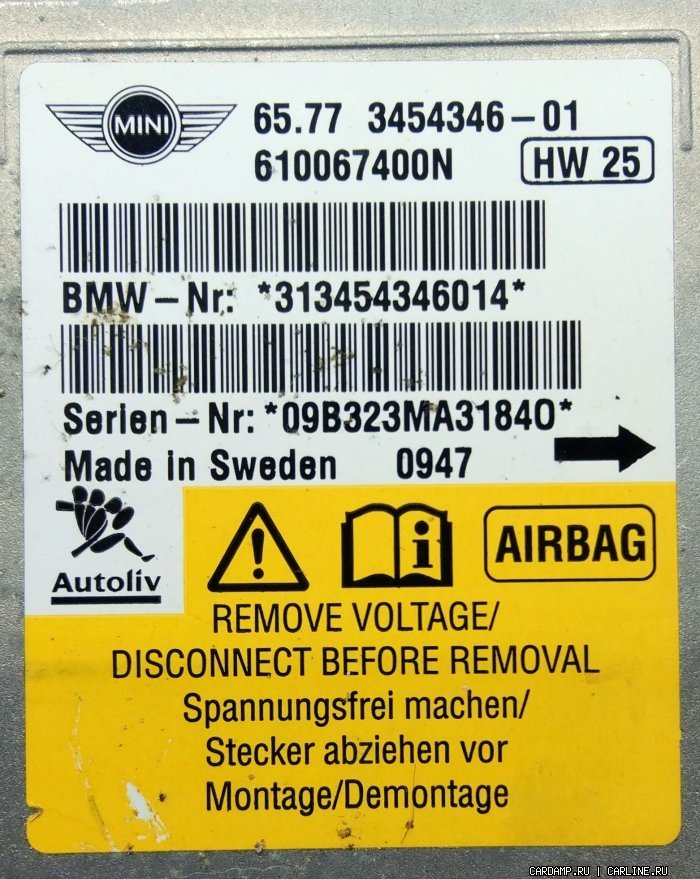 MINI
65.77 3454346-01
610067400N HW 25
BMW-Nr: *313454346014*
Serien-Nr: *09B323MA3184O*
Made in Sweden 0947
Autoliv
AIRBAG
REMOVE VOLTAGE/
DISCONNECT BEFORE REMOVAL
Spannungsfrei machen/
Stecker abziehen vor
Montage/Demontage
CARDAMP.RU | CARLINE.RU